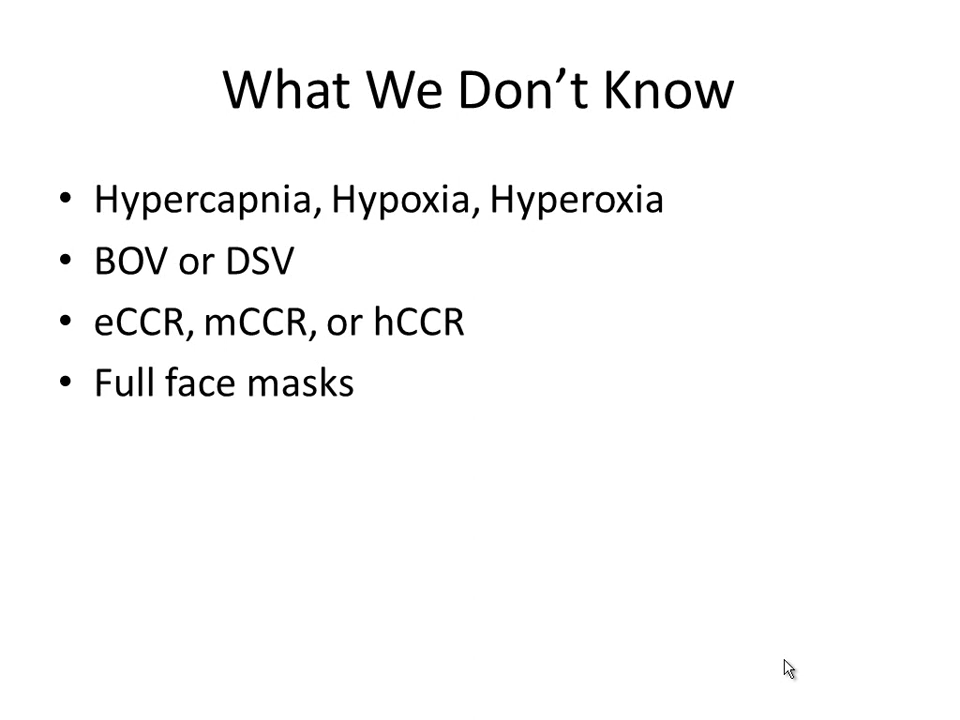 What We Don’t Know
• Hypercapnia, Hypoxia, Hyperoxia
• BOV or DSV
• eCCR, mCCR, or hCCR
• Full face masks